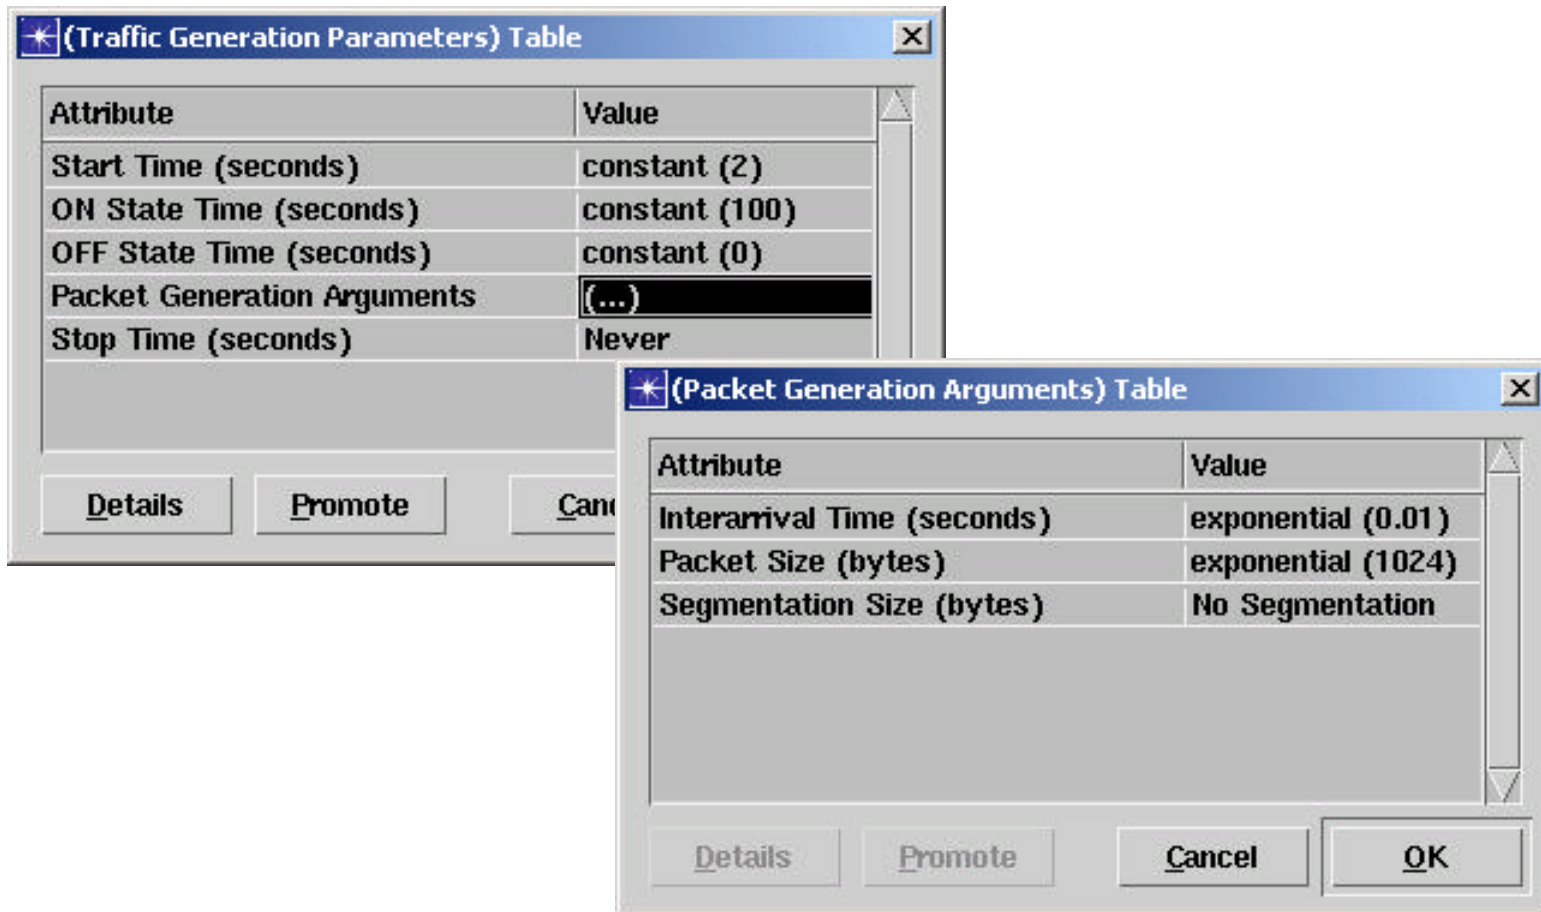 (Traffic Generation Parameters) Table
Attribute Value
Start Time (seconds) constant (2)
ON State Time (seconds) constant (100)
OFF State Time (seconds) constant (0)
Packet Generation Arguments (...)
Stop Time (seconds) Never
Details Promote Can
(Packet Generation Arguments) Table
Attribute Value
Interarrival Time (seconds) exponential (0.01)
Packet Size (bytes) exponential (1024)
Segmentation Size (bytes) No Segmentation
Details Promote Cancel OK